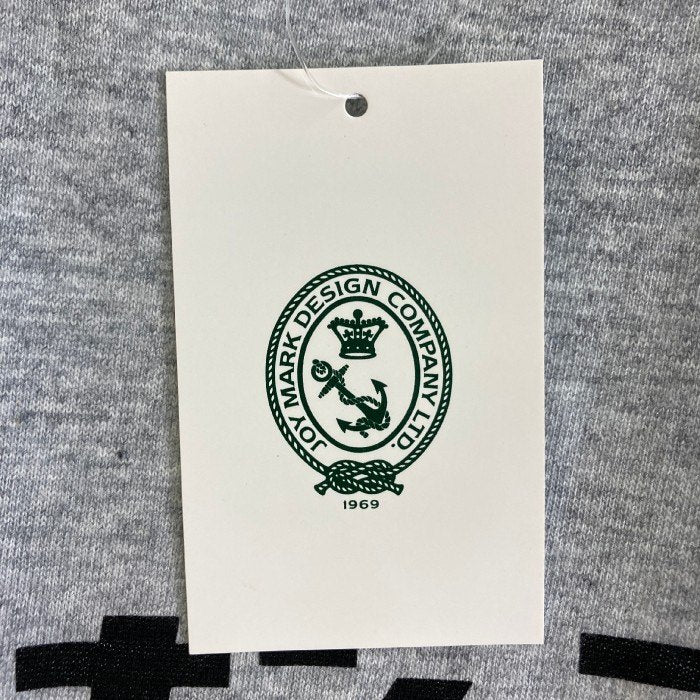 JOY MARK DESIGN COMPANY LTD.
1969